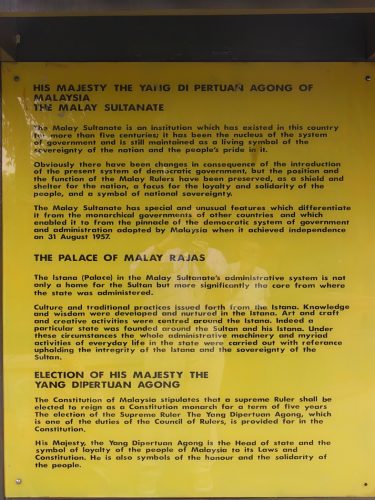 HIS MAJESTY THE YANG DI PERTUAN AGONG OF
MALAYSIA
THE MALAY SULTANATE
The Malay Sultanate is an institution which has existed in this country
for more than five centuries; it has been the nucleus of the system
of government and is still maintained as a living symbol of the
sovereignty of the nation and the people's pride in it.
Obviously there have been changes in consequence of the introduction
of the present system of democratic government, but the position and
the function of the Malay Rulers have been preserved, as a shield and
shelter for the nation, a focus for the loyalty and solidarity of the
people, and a symbol of national sovereignty.
The Malay Sultanate has special and unusual features which differentiate
it from the monarchical governments of other countries and which
enabled it to from the pinnacle of the democratic system of government
and administration adopted by Malaysia when it achieved independence
on 31 August 1957.
THE PALACE OF MALAY RAJAS
The Istana (Palace) in the Malay Sultanate's administrative system is not
only a home for the Sultan but more significantly the core from where
the state was administered.
Culture and traditional practices issued forth from the Istana. Knowledge
and wisdom were developed and nurtured in the Istana. Art and craft
and creative activities were centred around the Istana. Indeed a
particular state was founded around the Sultan and his Istana. Under
these circumstances the whole administrative machinery and myriad
activities of everyday life in the state were carried out with referance
upholding the integrity of the Istana and the sovereignty of the
Sultan.
ELECTION OF HIS MAJESTY THE
YANG DIPERTUAN AGONG
The Constitution of Malaysia stipulates that a supreme Ruler shall be
elected to reign as a Constitution monarch for a term of five years
The election of the Supreme Ruler The Yang Dipertuan Agong, which
is one of the duties of the Council of Rulers, is provided for in the
Constitution.
His Majesty, the Yang Dipertuan Agong is the Head of state and the
symbol of loyalty of the people of Malaysia to its Laws and
Constitution. He is also symbols of the honour and the solidarity of
the people.